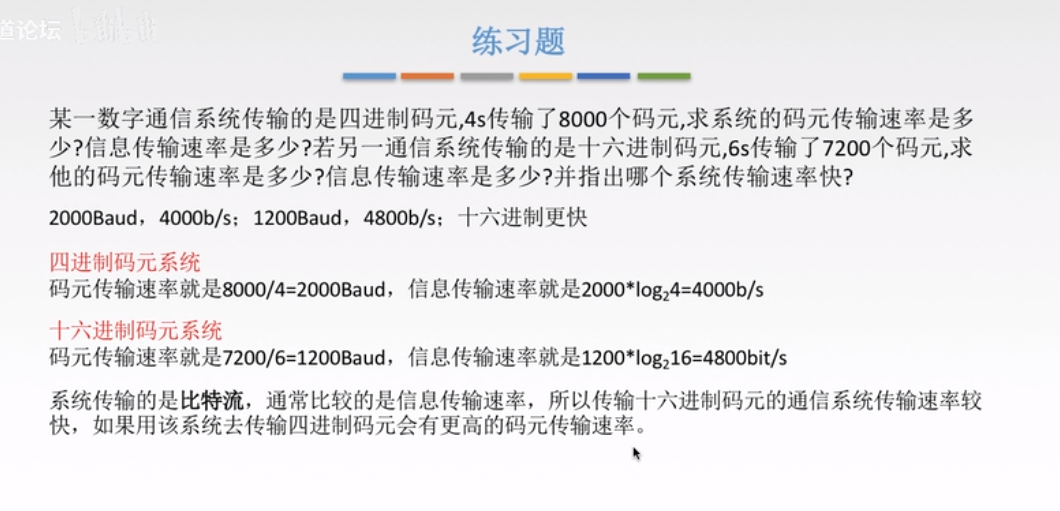 道论坛
练习题
某一数字通信系统传输的是四进制码元,4s传输了8000个码元,求系统的码元传输速率是多
少?信息传输速率是多少?若另一通信系统传输的是十六进制码元,6s传输了7200个码元,求
他的码元传输速率是多少?信息传输速率是多少?并指出哪个系统传输速率快?
2000Baud，4000b/s；1200Baud，4800b/s；十六进制更快
四进制码元系统
码元传输速率就是8000/4=2000Baud，信息传输速率就是2000*log₂4=4000b/s
十六进制码元系统
码元传输速率就是7200/6=1200Baud，信息传输速率就是1200*log₂16=4800bit/s
系统传输的是比特流，通常比较的是信息传输速率，所以传输十六进制码元的通信系统传输速率较
快，如果用该系统去传输四进制码元会有更高的码元传输速率。